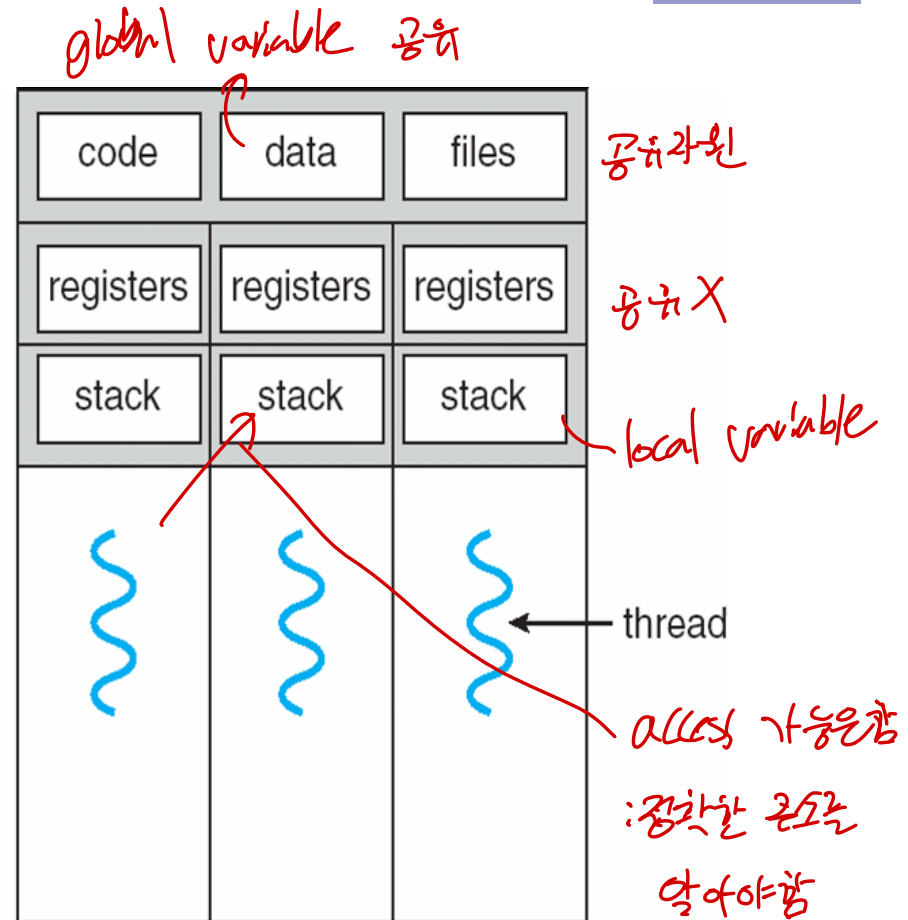 global variable 공유
code data files
공유자원
registers registers registers
공유 X
stack stack stack
local variable
thread
access 가능은함
:정확한 주소를
알아야함